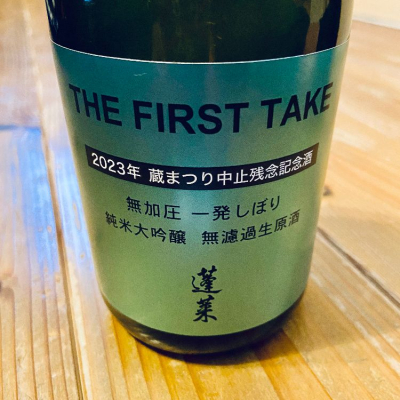 THE FIRST TAKE
2023年 蔵まつり中止残念記念酒
無加圧 一発しぼり
純米大吟醸 無濾過生原酒
蓬莱